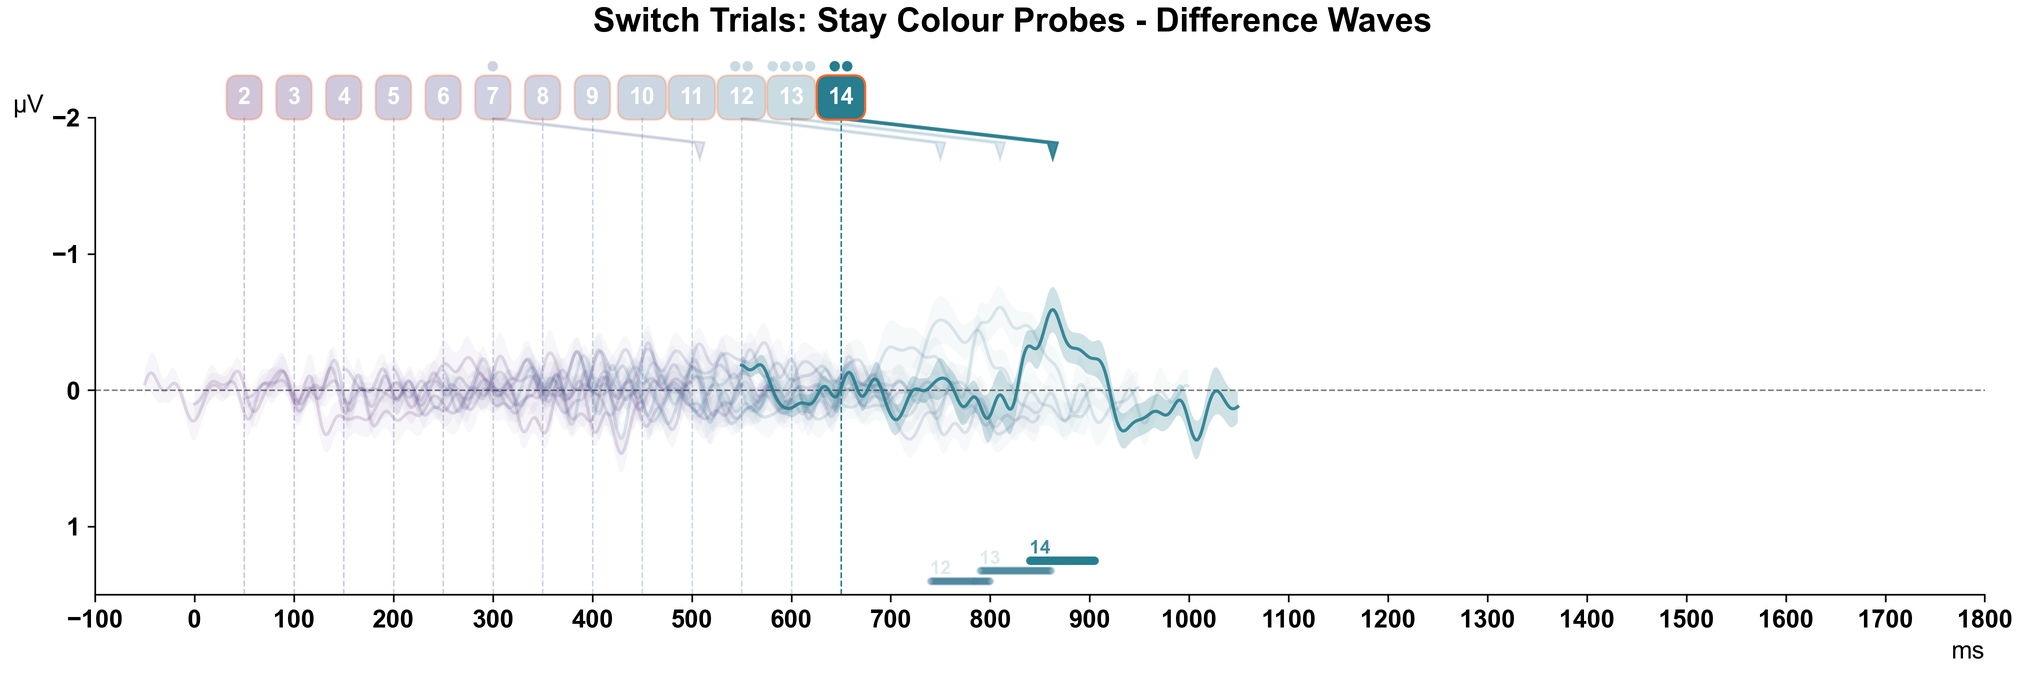 Switch Trials: Stay Colour Probes - Difference Waves
µV
2 3 4 5 6 7 8 9 10 11 12 13 14
−2
−1
0
1
12 13 14
−100 0 100 200 300 400 500 600 700 800 900 1000 1100 1200 1300 1400 1500 1600 1700 1800
ms